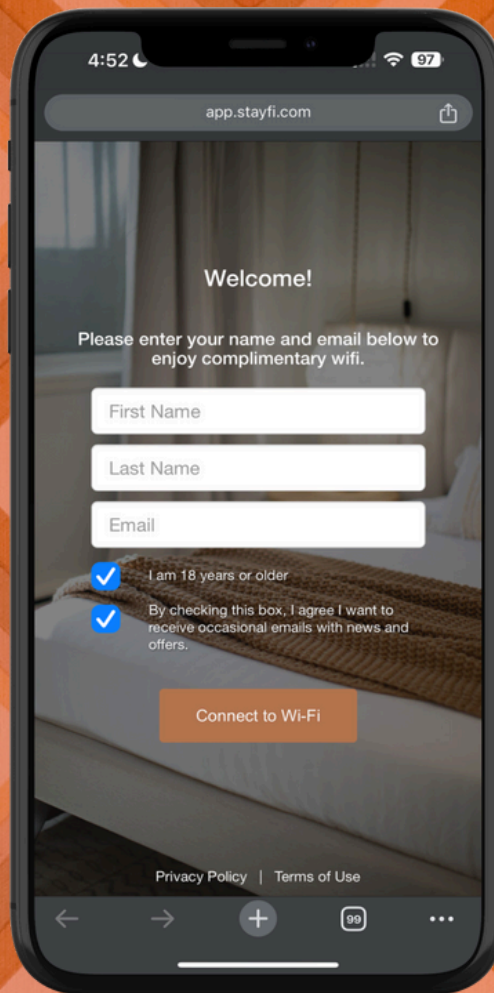 4:52
97
app.stayfi.com
Welcome!
Please enter your name and email below to
enjoy complimentary wifi.
First Name
Last Name
Email
I am 18 years or older
By checking this box, I agree I want to
receive occasional emails with news and
offers.
Connect to Wi-Fi
Privacy Policy | Terms of Use
99